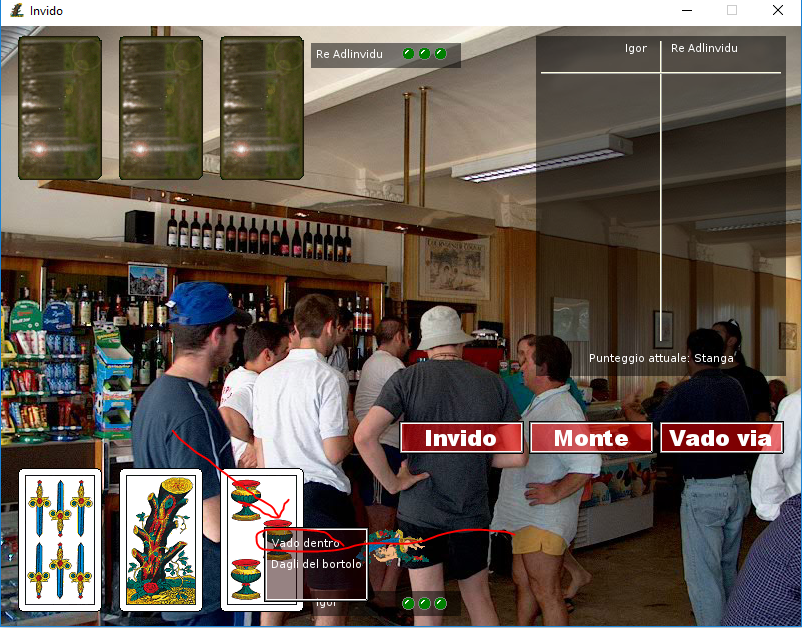 Invido
Re Adlinvidu
Igor
Re Adlinvidu
Punteggio attuale: Stanga
Invido
Monte
Vado via
Vado dentro
Dagli del bortolo
Igor